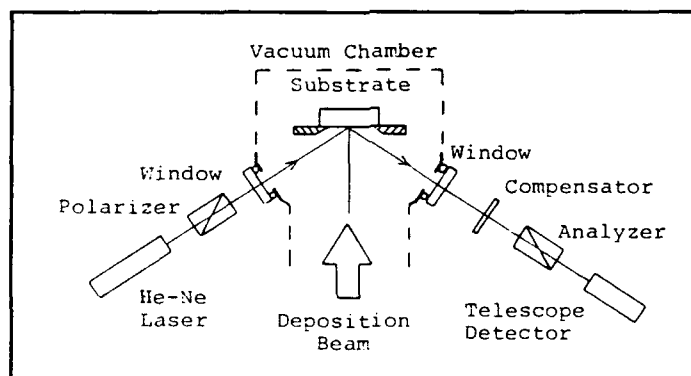 Vacuum Chamber
Substrate
Window
Window
Polarizer
Compensator
Analyzer
He-Ne
Laser
Deposition
Beam
Telescope
Detector